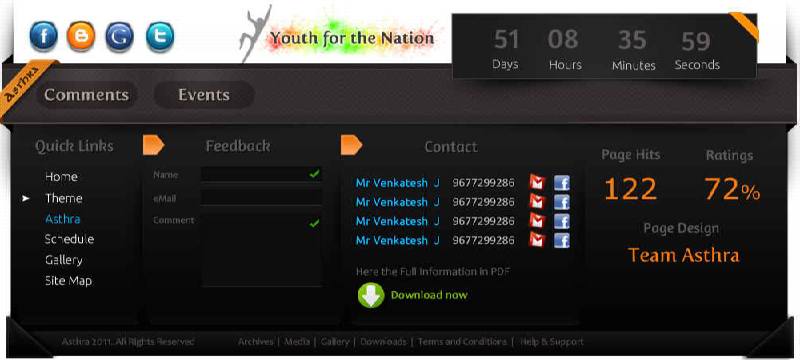 Youth for the Nation
51 08 35 59
Days Hours Minutes Seconds
Asthra
Comments Events
Quick Links
Home
Theme
Asthra
Schedule
Gallery
Site Map
Feedback
Name
eMail
Comment
Contact
Mr Venkatesh J 9677299286
Mr Venkatesh J 9677299286
Mr Venkatesh J 9677299286
Mr Venkatesh J 9677299286
Here the Full Information in PDF
Download now
Page Hits Ratings
122 72%
Page Design
Team Asthra
Asthra 2011. All Rights Reserved Archives | Media | Gallery | Downloads | Terms and Conditions | Help & Support